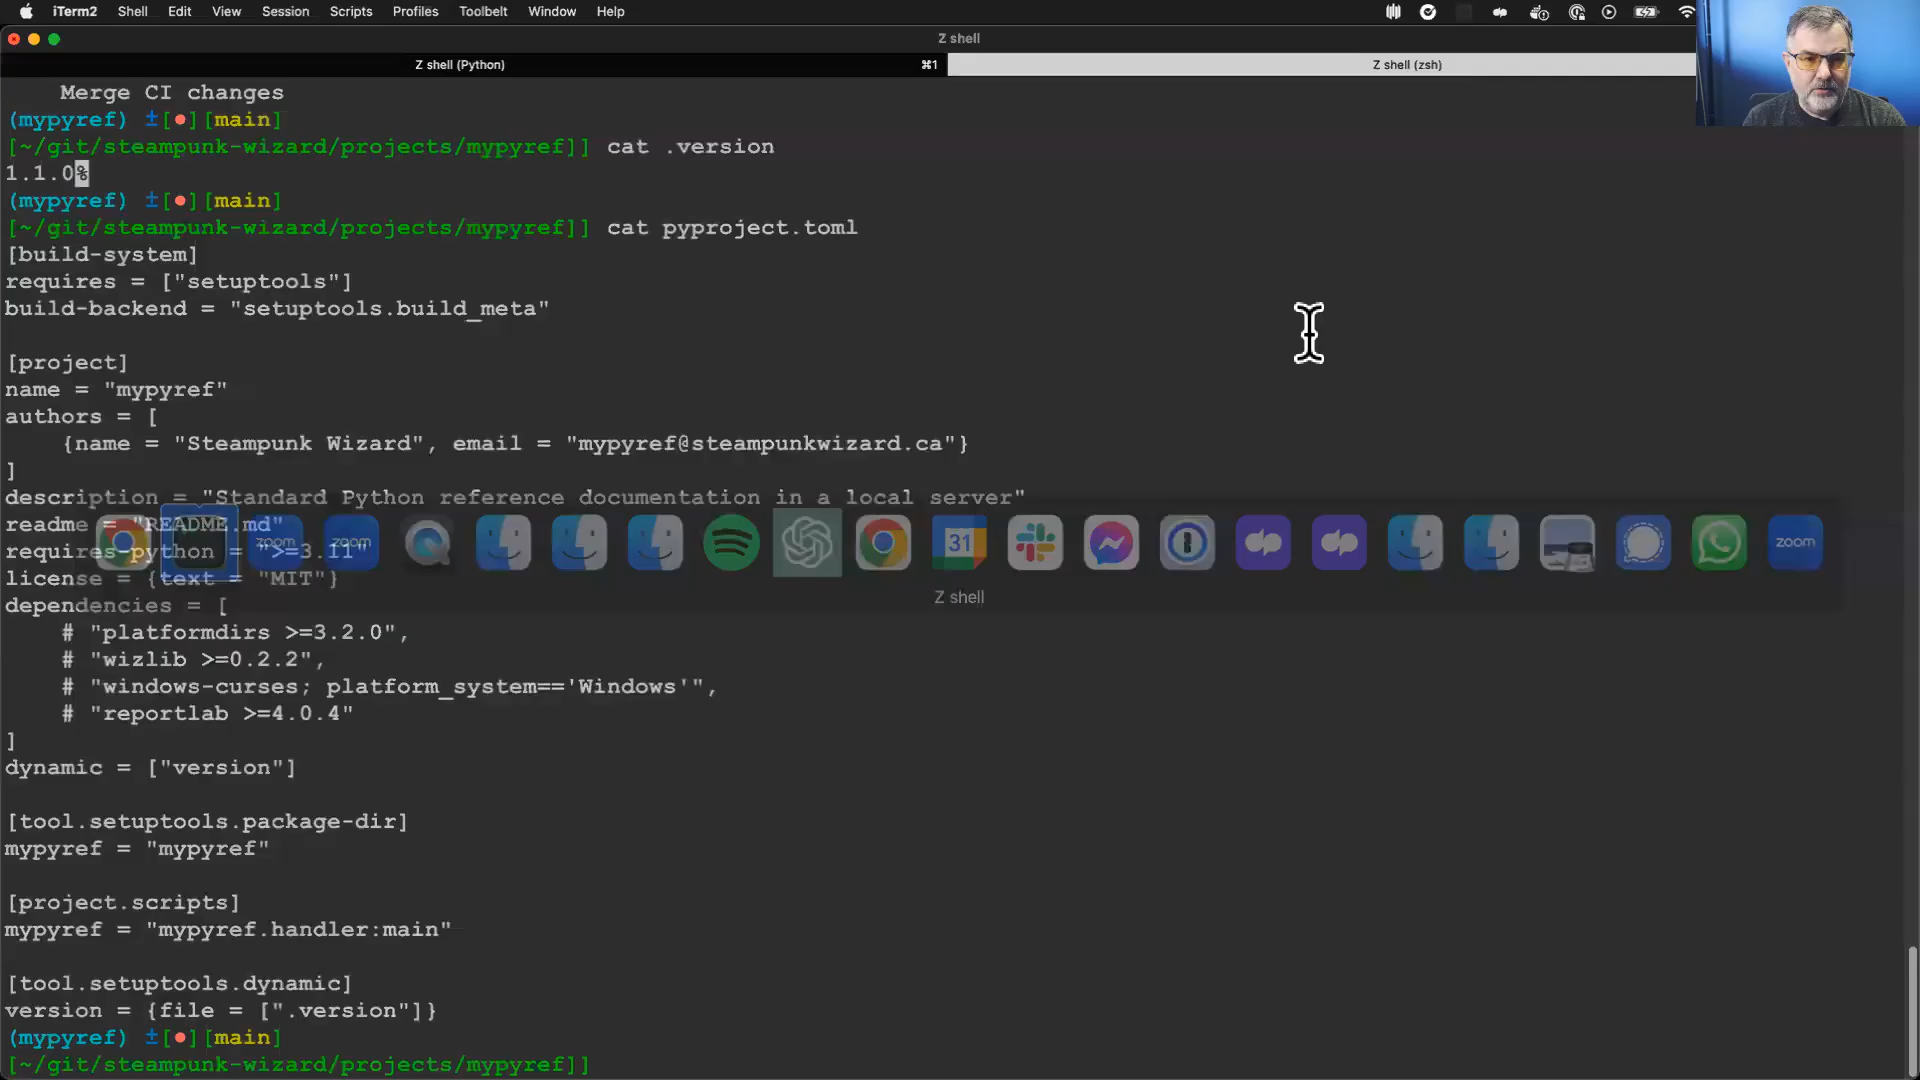 iTerm2 Shell Edit View Session Scripts Profiles Toolbelt Window Help
Z shell
Z shell (Python) ⌘1 Z shell (zsh)
Merge CI changes
(mypyref) ±[●][main]
[~/git/steampunk-wizard/projects/mypyref]] cat .version
1.1.0%
(mypyref) ±[●][main]
[~/git/steampunk-wizard/projects/mypyref]] cat pyproject.toml
[build-system]
requires = ["setuptools"]
build-backend = "setuptools.build_meta"
[project]
name = "mypyref"
authors = [
    {name = "Steampunk Wizard", email = "mypyref@steampunkwizard.ca"}
]
description = "Standard Python reference documentation in a local server"
readme = "README.md"
requires-python = ">=3.11"
license = {text = "MIT"}
zoom zoom 31 zoom
Z shell
dependencies = [
    # "platformdirs >=3.2.0",
    # "wizlib >=0.2.2",
    # "windows-curses; platform_system=='Windows'",
    # "reportlab >=4.0.4"
]
dynamic = ["version"]
[tool.setuptools.package-dir]
mypyref = "mypyref"
[project.scripts]
mypyref = "mypyref.handler:main"
[tool.setuptools.dynamic]
version = {file = [".version"]}
(mypyref) ±[●][main]
[~/git/steampunk-wizard/projects/mypyref]]